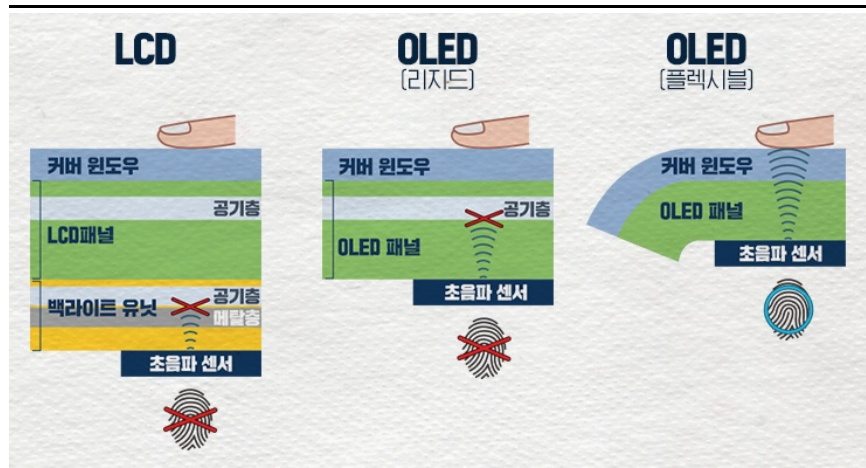 LCD
커버 윈도우
공기층
LCD패널
백라이트 유닛
공기층
메탈층
초음파 센서
OLED
(리지드)
커버 윈도우
공기층
OLED 패널
초음파 센서
OLED
(플렉시블)
커버 윈도우
OLED 패널
초음파 센서